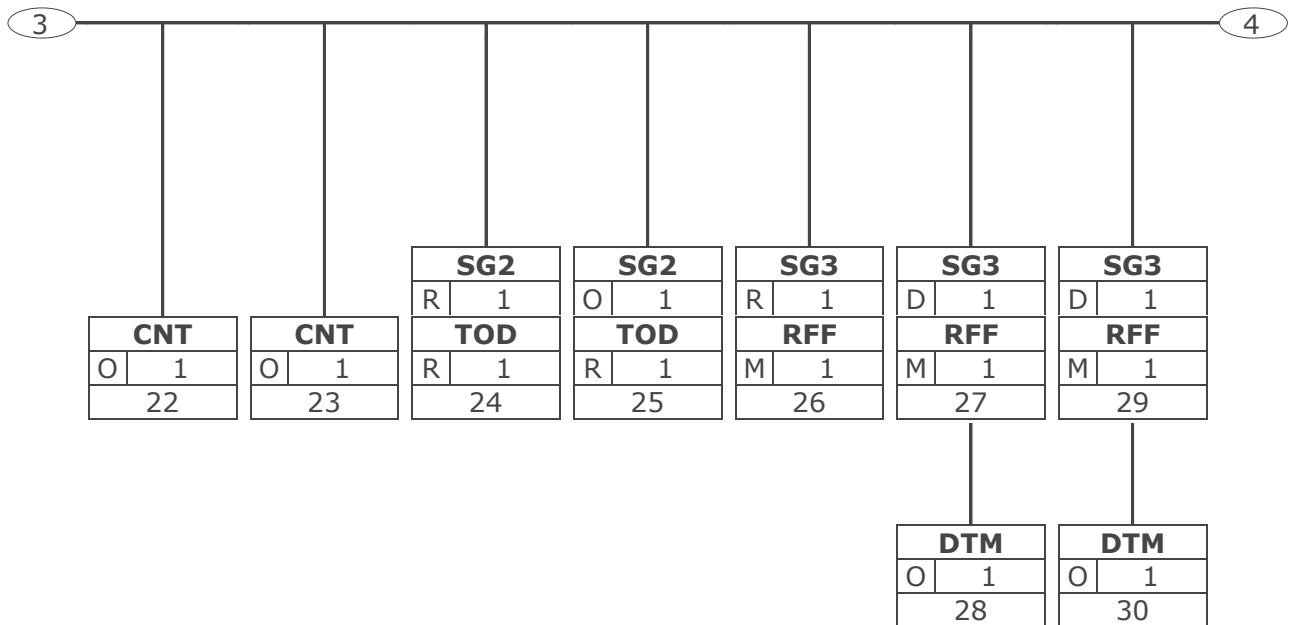 3 4
SG2 SG2 SG3 SG3 SG3
R 1 O 1 R 1 D 1 D 1
CNT CNT TOD TOD RFF RFF RFF
O 1 O 1 R 1 R 1 M 1 M 1 M 1
22 23 24 25 26 27 29
DTM DTM
O 1 O 1
28 30